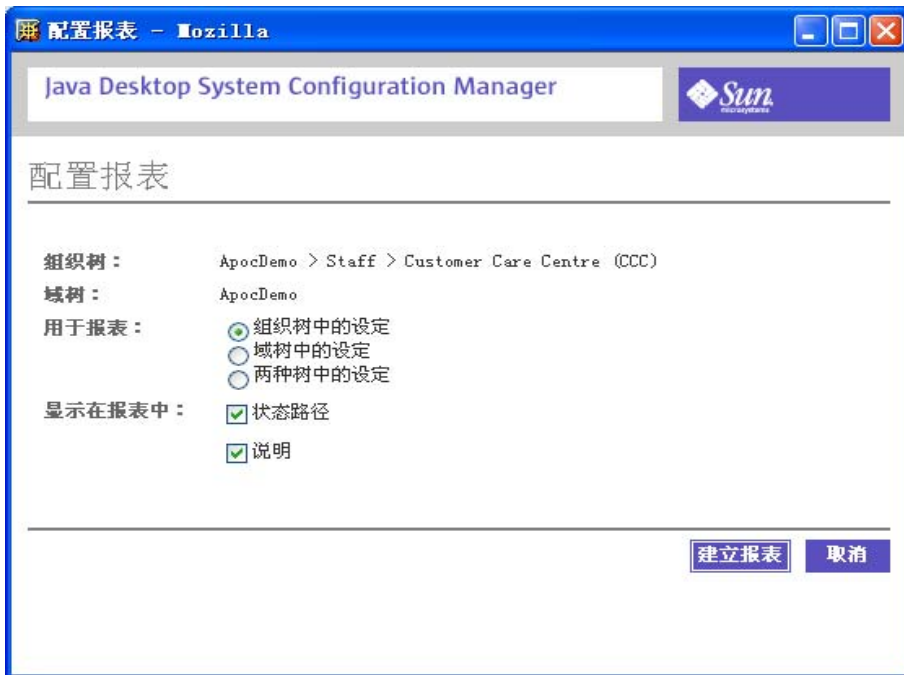 配置报表 - Mozilla
Java Desktop System Configuration Manager
Sun
microsystems
配置报表
组织树： ApocDemo > Staff > Customer Care Centre (CCC)
域树： ApocDemo
用于报表： 组织树中的设定
域树中的设定
两种树中的设定
显示在报表中： 状态路径
说明
建立报表 取消